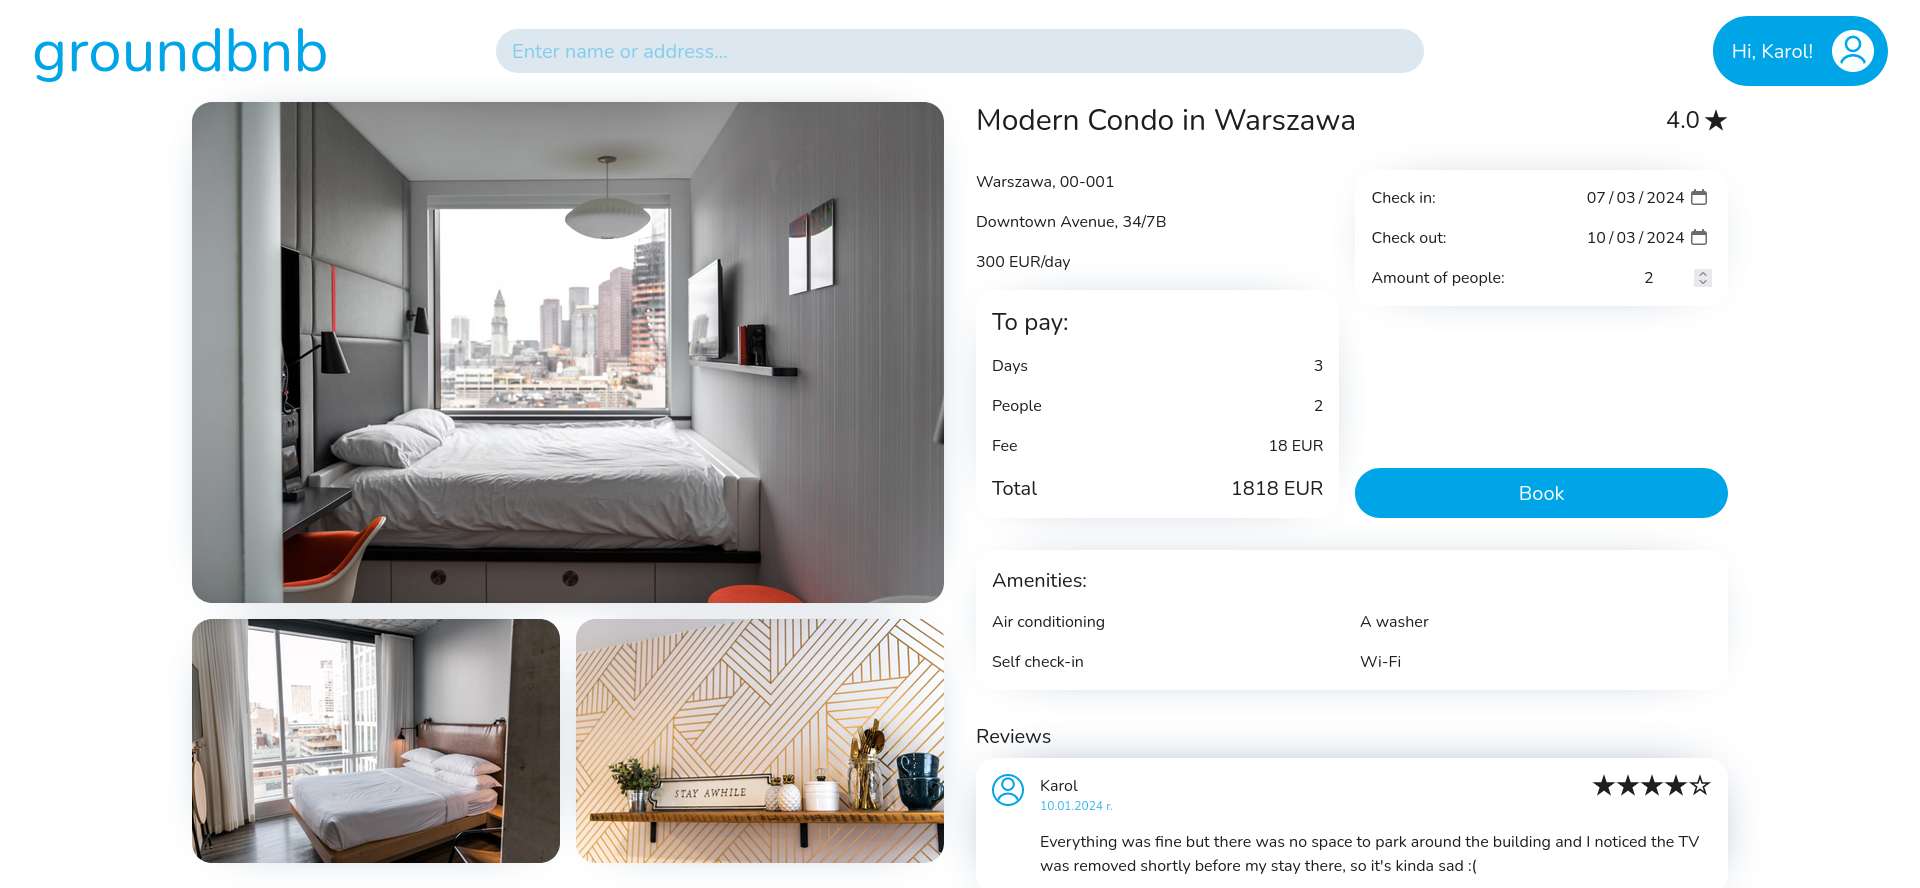 groundbnb
Enter name or address...
Hi, Karol!
Modern Condo in Warszawa
4.0
Warszawa, 00-001
Downtown Avenue, 34/7B
300 EUR/day
Check in: 07/03/2024
Check out: 10/03/2024
Amount of people: 2
To pay:
Days 3
People 2
Fee 18 EUR
Total 1818 EUR
Book
Amenities:
Air conditioning A washer
Self check-in Wi-Fi
STAY AWHILE
Reviews
Karol
10.01.2024 r.
Everything was fine but there was no space to park around the building and I noticed the TV
was removed shortly before my stay there, so it's kinda sad :(